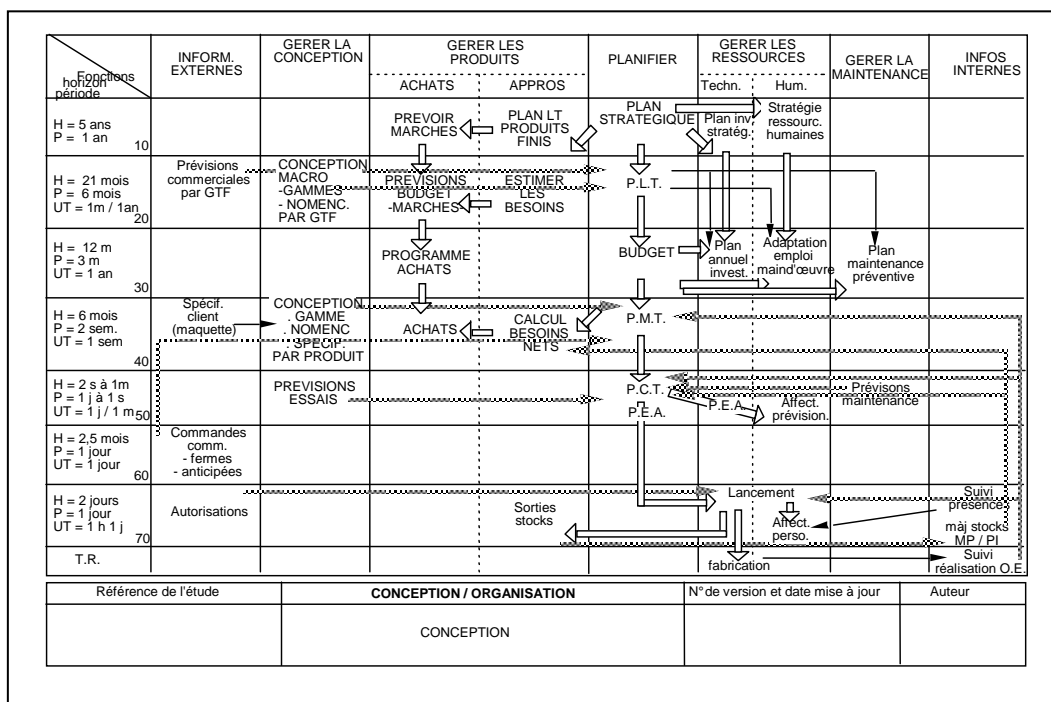 Fonctions
horizon
période
INFORM.
EXTERNES
GERER LA
CONCEPTION
GERER LES
PRODUITS
ACHATS
APPROS
PLANIFIER
GERER LES
RESSOURCES
Techn.
Hum.
GERER LA
MAINTENANCE
INFOS
INTERNES
H = 5 ans
P = 1 an
10
PREVOIR
MARCHES
PLAN LT
PRODUITS
FINIS
PLAN
STRATEGIQUE
Plan inv
stratég.
Stratégie
ressourc.
humaines
H = 21 mois
P = 6 mois
UT = 1m / 1an
20
Prévisions
commerciales
par GTF
CONCEPTION
MACRO
-GAMMES
- NOMENC.
PAR GTF
PREVISIONS
BUDGET
-MARCHES
ESTIMER
LES
BESOINS
P.L.T.
H = 12 m
P = 3 m
UT = 1 an
30
PROGRAMME
ACHATS
BUDGET
Plan
annuel
invest.
Adaptation
emploi
maind'œuvre
Plan
maintenance
préventive
H = 6 mois
P = 2 sem.
UT = 1 sem
40
Spécif.
client
(maquette)
CONCEPTION
. GAMME
. NOMENC
. SPECIF.
PAR PRODUIT
ACHATS
CALCUL
BESOINS
NETS
P.M.T.
H = 2 s à 1m
P = 1 j à 1 s
UT = 1 j / 1 m
50
PREVISIONS
ESSAIS
P.C.T.
P.E.A.
P.E.A.
Affect.
prévision.
Prévisons
maintenance
H = 2,5 mois
P = 1 jour
UT = 1 jour
60
Commandes
comm.
- fermes
- anticipées
H = 2 jours
P = 1 jour
UT = 1 h 1 j
70
Autorisations
Sorties
stocks
Lancement
Affect.
perso.
Suivi
présences
màj stocks
MP / PI
T.R.
fabrication
Suivi
réalisation O.E.
Référence de l'étude
CONCEPTION / ORGANISATION
N° de version et date mise à jour
Auteur
CONCEPTION